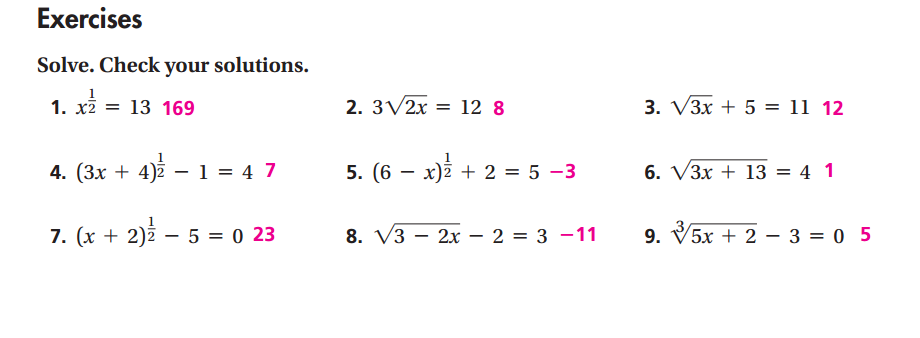 Exercises
Solve. Check your solutions.
1. x^{1/2} = 13 169 2. 3√(2x) = 12 8 3. √(3x) + 5 = 11 12
4. (3x + 4)^{1/2} − 1 = 4 7 5. (6 − x)^{1/2} + 2 = 5 −3 6. √(3x + 13) = 4 1
7. (x + 2)^{1/2} − 5 = 0 23 8. √(3 − 2x) − 2 = 3 −11 9. ∛(5x + 2) − 3 = 0 5